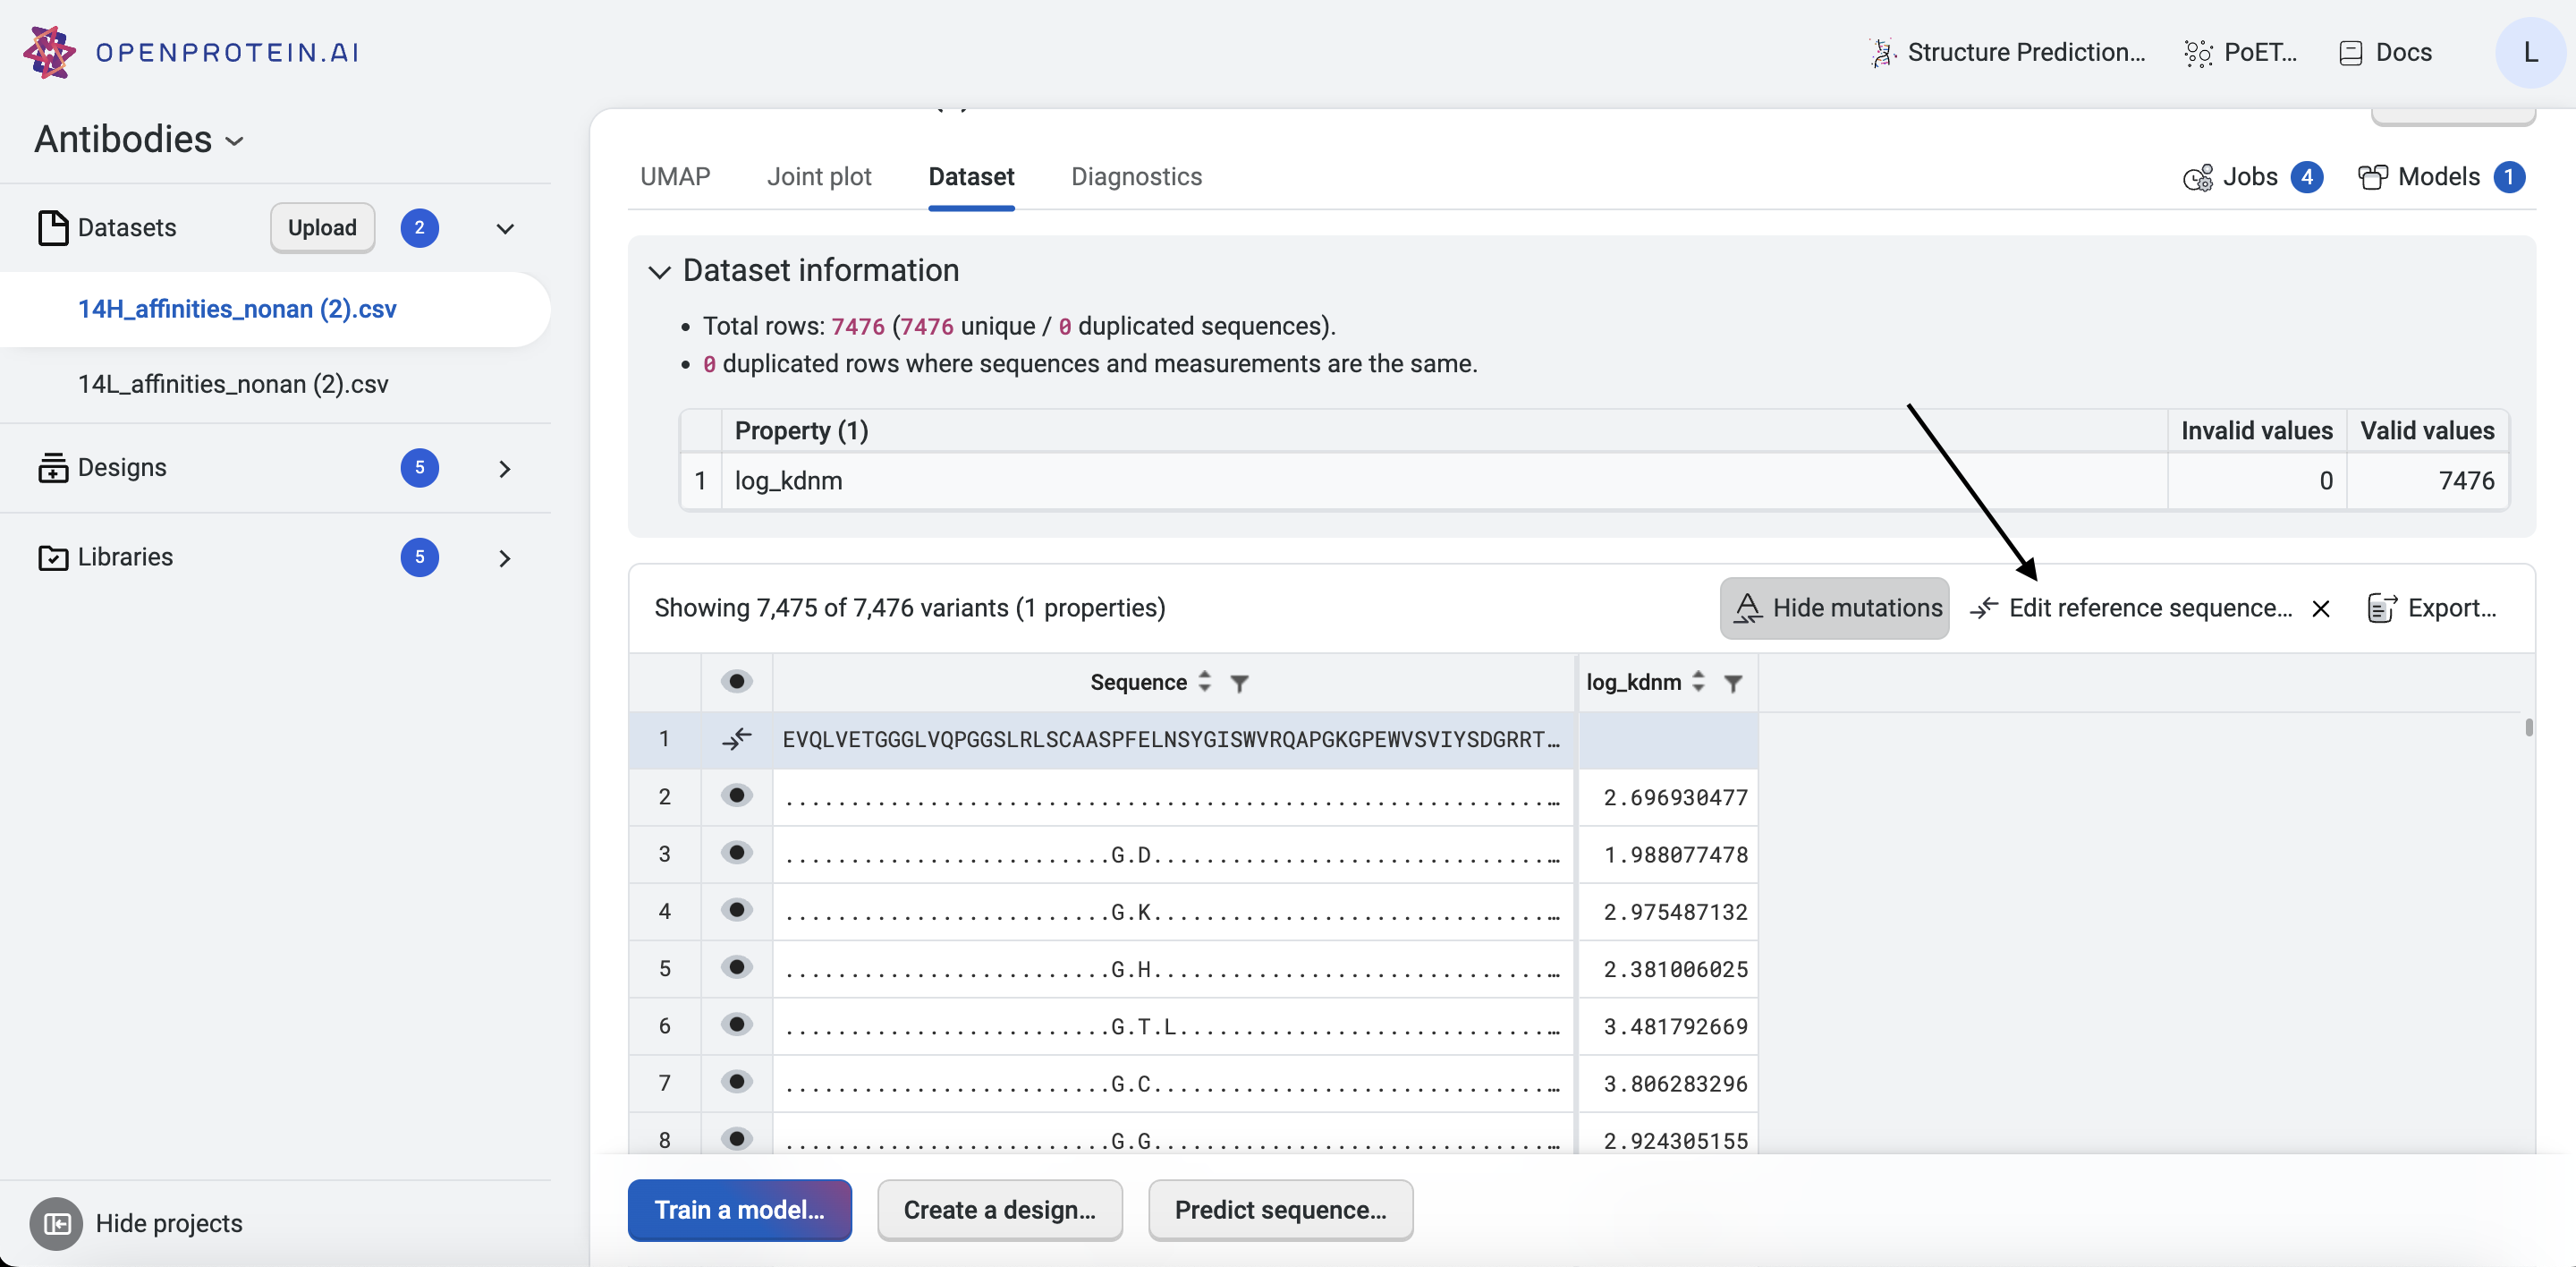 OPENPROTEIN.AI
Structure Prediction...
PoET...
Docs
L
Antibodies
Datasets
Upload
2
14H_affinities_nonan (2).csv
14L_affinities_nonan (2).csv
Designs
5
Libraries
5
Hide projects
UMAP
Joint plot
Dataset
Diagnostics
Jobs 4
Models 1
Dataset information
• Total rows: 7476 (7476 unique / 0 duplicated sequences).
• 0 duplicated rows where sequences and measurements are the same.
Property (1) Invalid values Valid values
1 log_kdnm 0 7476
Showing 7,475 of 7,476 variants (1 properties)
Hide mutations
Edit reference sequence...
Export...
Sequence log_kdnm
1 EVQLVETGGGLVQPGGSLRLSCAASPFELNSYGISWVRQAPGKGPEWVSVIYSDGRRT…
2 ..........................................................… 2.696930477
3 .........................G.D..............................… 1.988077478
4 .........................G.K..............................… 2.975487132
5 .........................G.H..............................… 2.381006025
6 .........................G.T.L............................… 3.481792669
7 .........................G.C..............................… 3.806283296
8 .........................G.G..............................… 2.924305155
Train a model...
Create a design...
Predict sequence...